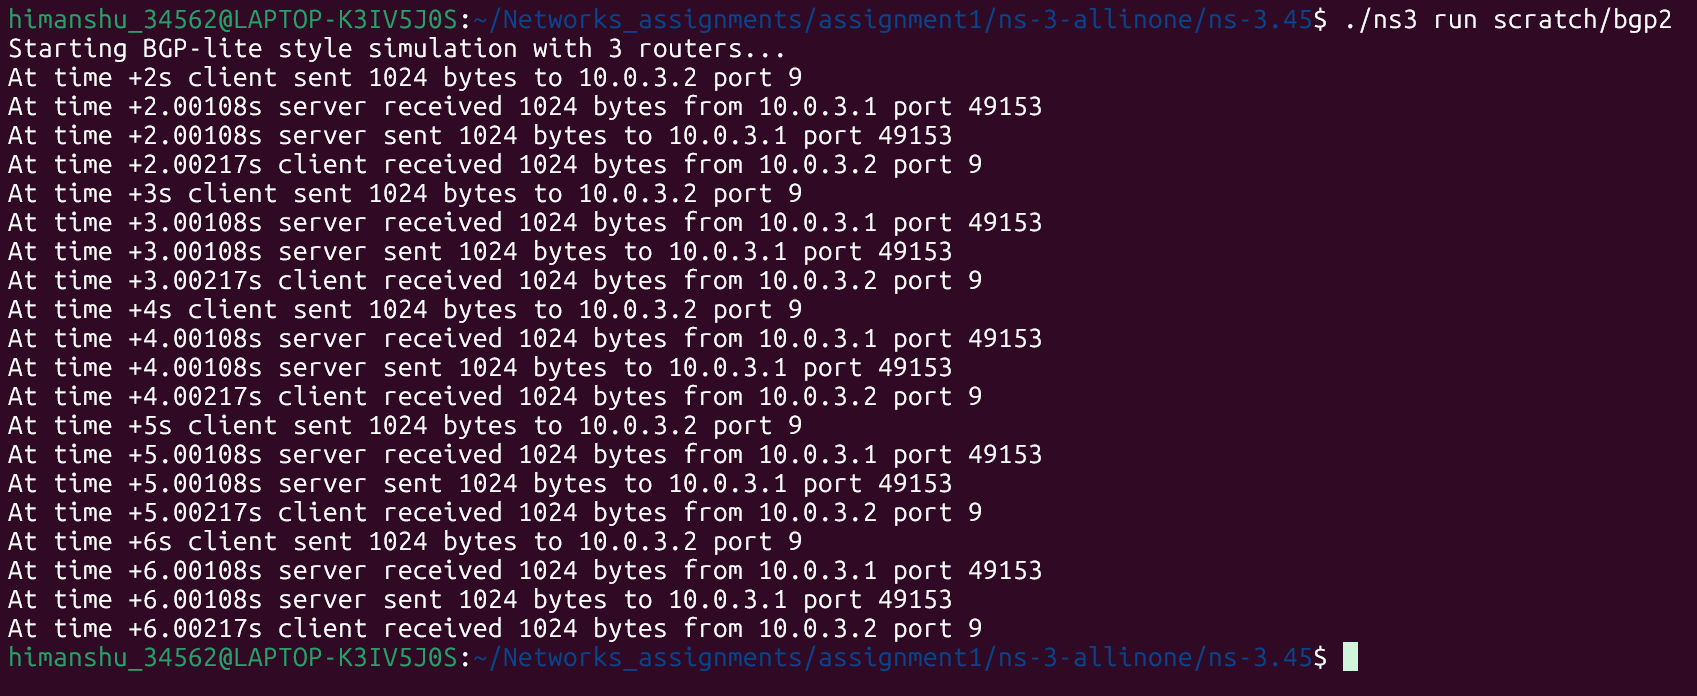 himanshu_34562@LAPTOP-K3IV5J0S:~/Networks_assignments/assignment1/ns-3-allinone/ns-3.45$ ./ns3 run scratch/bgp2
Starting BGP-lite style simulation with 3 routers...
At time +2s client sent 1024 bytes to 10.0.3.2 port 9
At time +2.00108s server received 1024 bytes from 10.0.3.1 port 49153
At time +2.00108s server sent 1024 bytes to 10.0.3.1 port 49153
At time +2.00217s client received 1024 bytes from 10.0.3.2 port 9
At time +3s client sent 1024 bytes to 10.0.3.2 port 9
At time +3.00108s server received 1024 bytes from 10.0.3.1 port 49153
At time +3.00108s server sent 1024 bytes to 10.0.3.1 port 49153
At time +3.00217s client received 1024 bytes from 10.0.3.2 port 9
At time +4s client sent 1024 bytes to 10.0.3.2 port 9
At time +4.00108s server received 1024 bytes from 10.0.3.1 port 49153
At time +4.00108s server sent 1024 bytes to 10.0.3.1 port 49153
At time +4.00217s client received 1024 bytes from 10.0.3.2 port 9
At time +5s client sent 1024 bytes to 10.0.3.2 port 9
At time +5.00108s server received 1024 bytes from 10.0.3.1 port 49153
At time +5.00108s server sent 1024 bytes to 10.0.3.1 port 49153
At time +5.00217s client received 1024 bytes from 10.0.3.2 port 9
At time +6s client sent 1024 bytes to 10.0.3.2 port 9
At time +6.00108s server received 1024 bytes from 10.0.3.1 port 49153
At time +6.00108s server sent 1024 bytes to 10.0.3.1 port 49153
At time +6.00217s client received 1024 bytes from 10.0.3.2 port 9
himanshu_34562@LAPTOP-K3IV5J0S:~/Networks_assignments/assignment1/ns-3-allinone/ns-3.45$